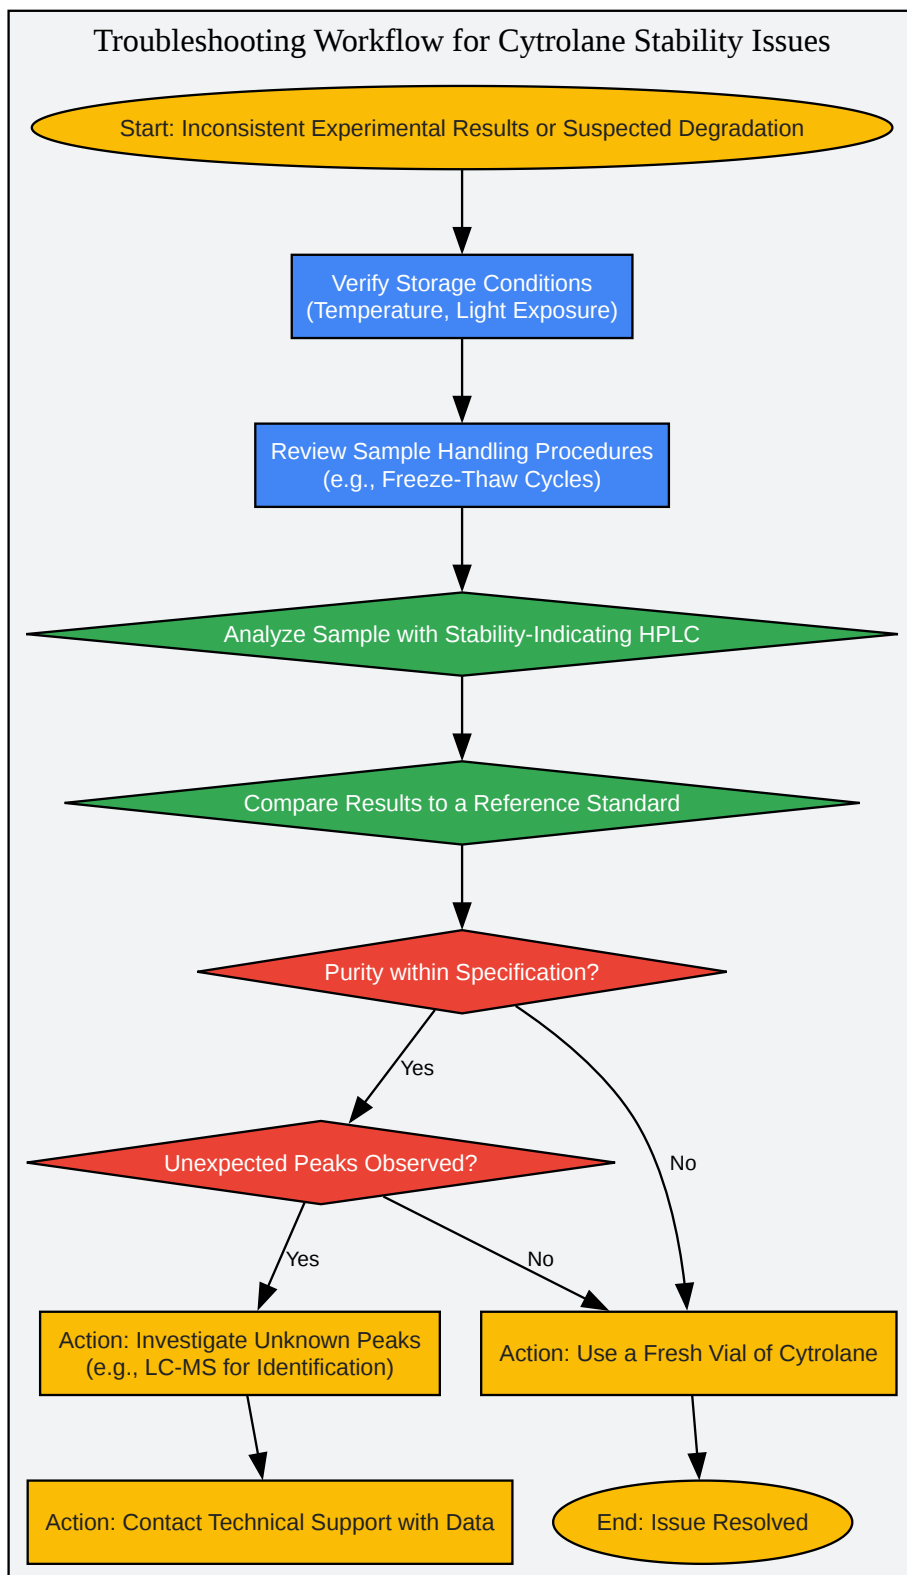 Troubleshooting Workflow for Cytrolane Stability Issues
Start: Inconsistent Experimental Results or Suspected Degradation
Verify Storage Conditions
(Temperature, Light Exposure)
Review Sample Handling Procedures
(e.g., Freeze-Thaw Cycles)
Analyze Sample with Stability-Indicating HPLC
Compare Results to a Reference Standard
Purity within Specification?
Yes
Unexpected Peaks Observed?
No
Yes
No
Action: Investigate Unknown Peaks
(e.g., LC-MS for Identification)
Action: Use a Fresh Vial of Cytrolane
Action: Contact Technical Support with Data
End: Issue Resolved